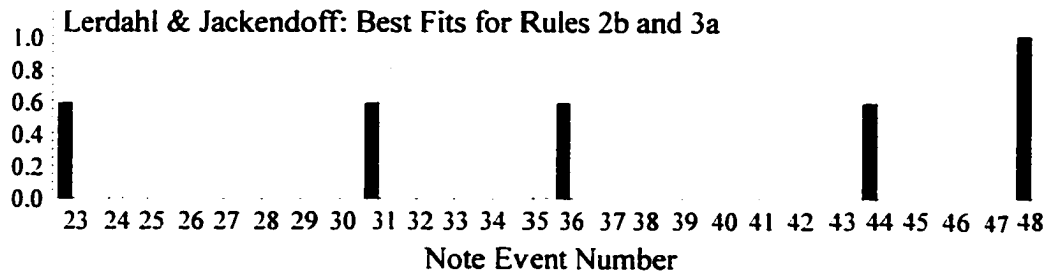 Lerdahl & Jackendoff: Best Fits for Rules 2b and 3a
1.0
0.8
0.6
0.4
0.2
0.0
23 24 25 26 27 28 29 30 31 32 33 34 35 36 37 38 39 40 41 42 43 44 45 46 47 48
Note Event Number